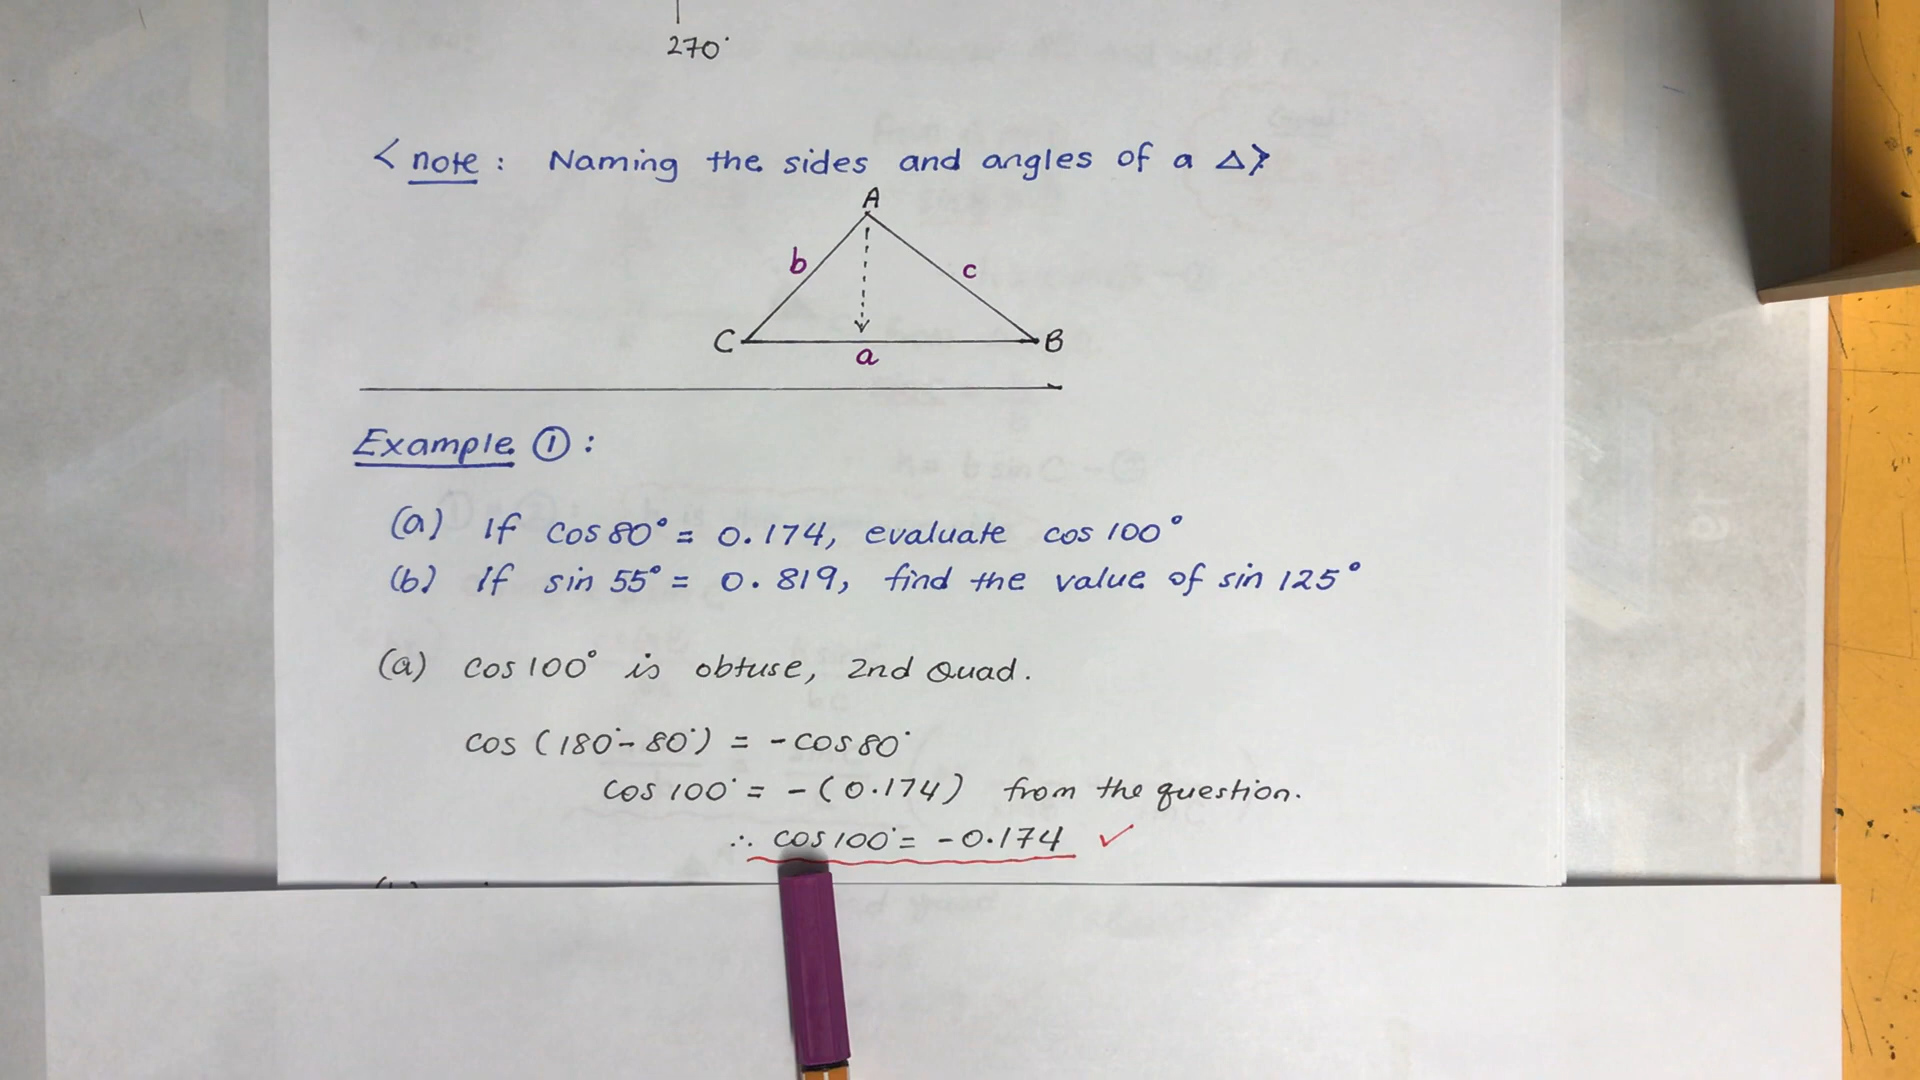 270°
< note : Naming the sides and angles of a Δ>
A
b c
C B
a
Example ① :
(a) If cos 80° = 0.174, evaluate cos 100°
(b) If sin 55° = 0.819, find the value of sin 125°
(a) cos 100° is obtuse, 2nd Quad.
cos (180° - 80°) = - cos 80°
cos 100° = - (0.174) from the question.
∴ cos 100° = - 0.174 ✓